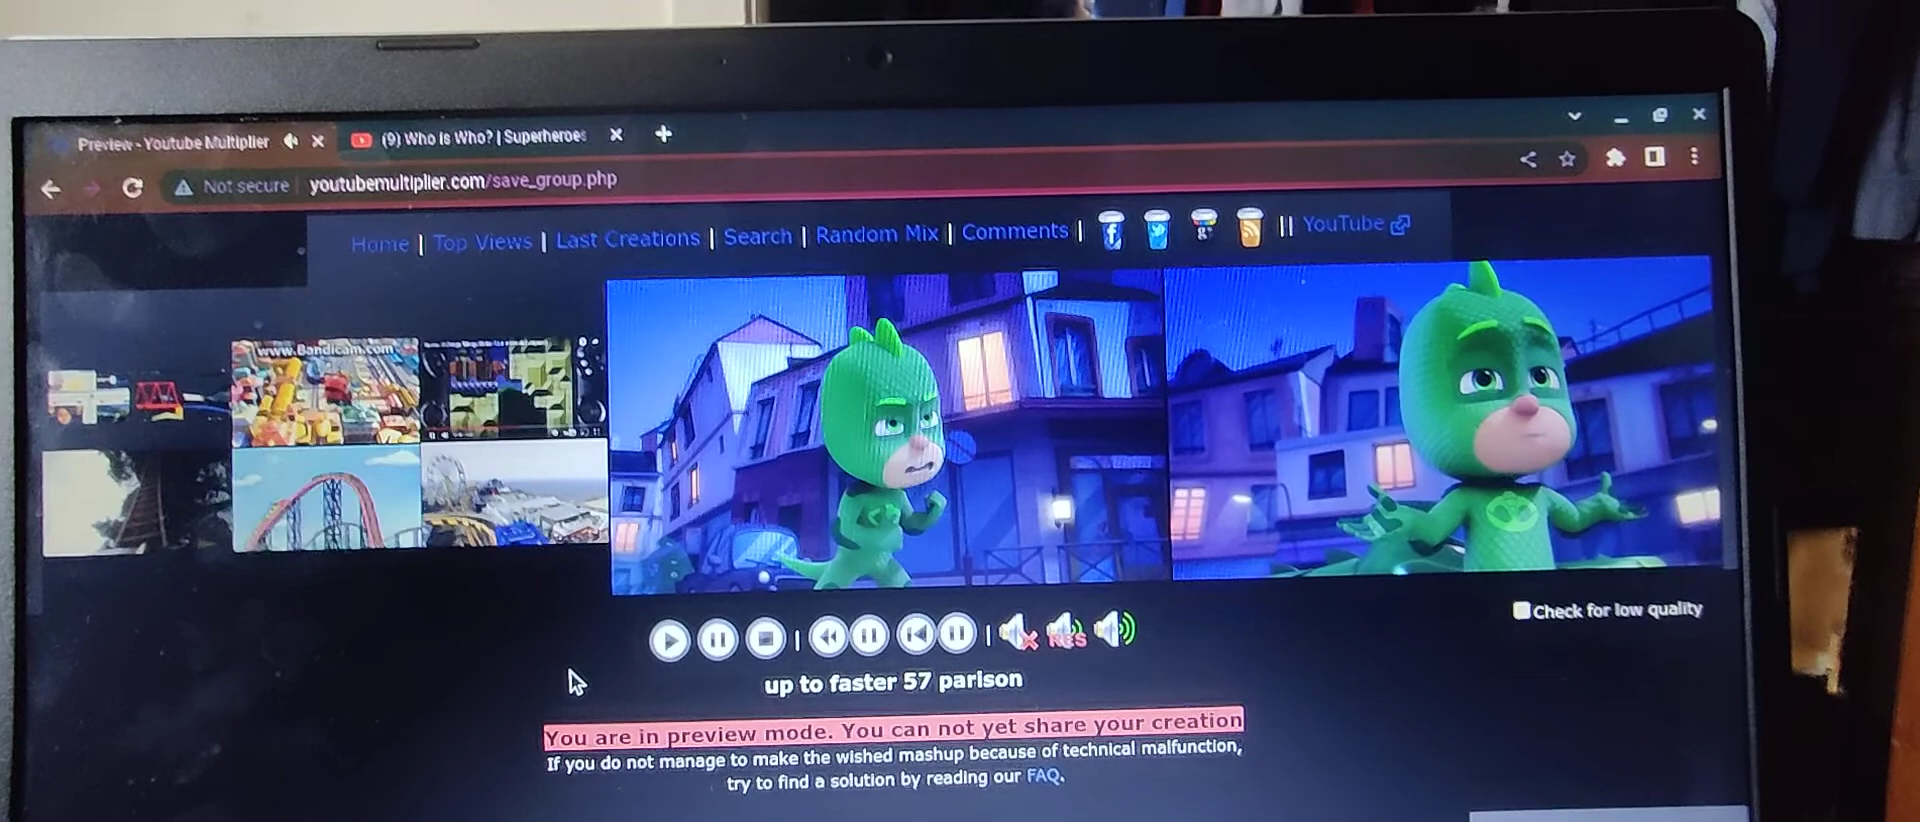 Preview - Youtube Multiplier
(9) Who is Who? | Superheroes
Not secure youtubemultiplier.com/save_group.php
Home | Top Views | Last Creations | Search | Random Mix | Comments | f g+ || YouTube
www.Bandicam.com
Check for low quality
RES
up to faster 57 parison
You are in preview mode. You can not yet share your creation
If you do not manage to make the wished mashup because of technical malfunction,
try to find a solution by reading our FAQ.